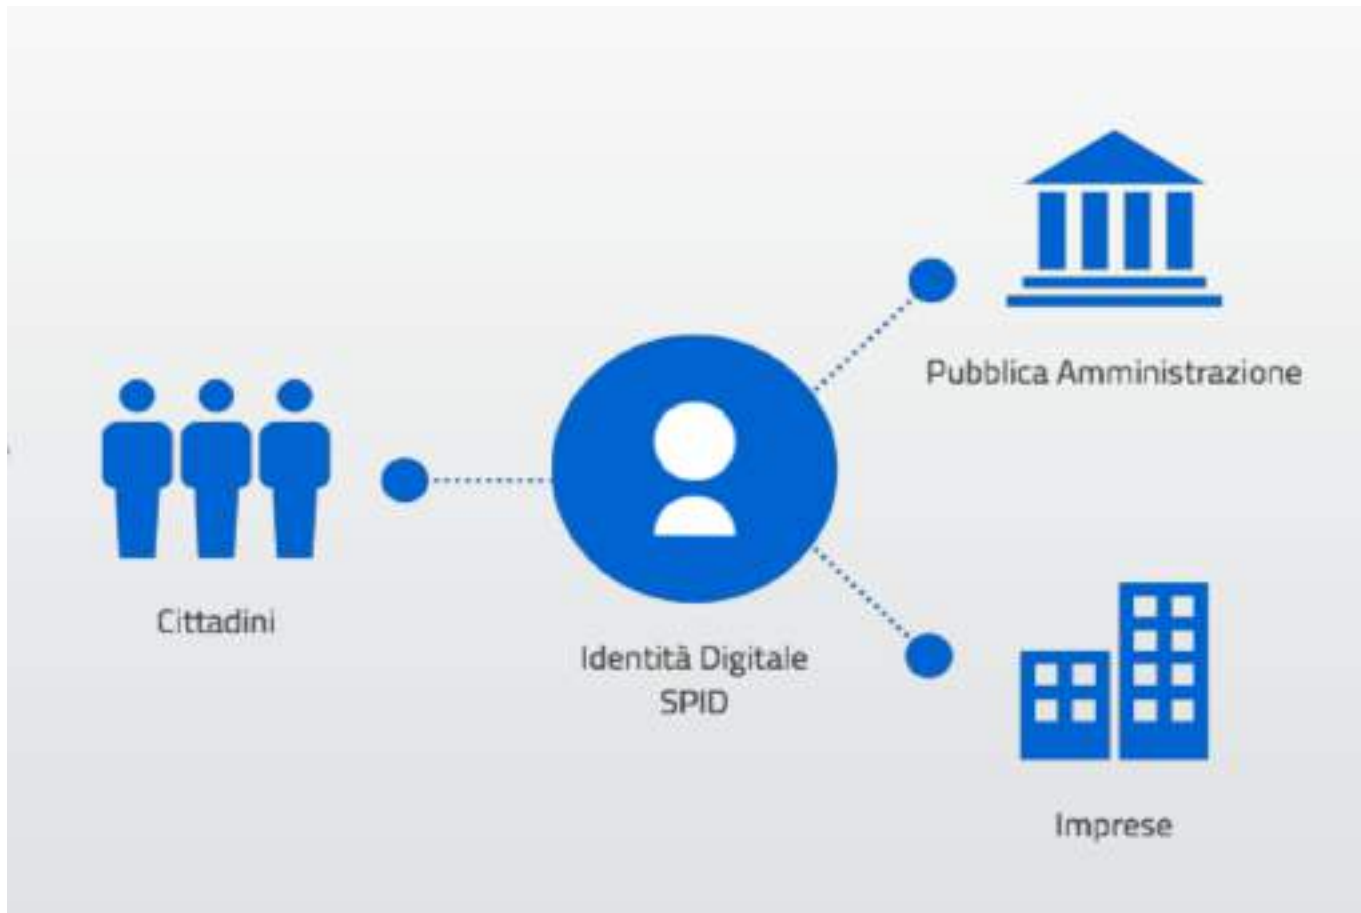 Pubblica Amministrazione
Cittadini
Identità Digitale
SPID
Imprese